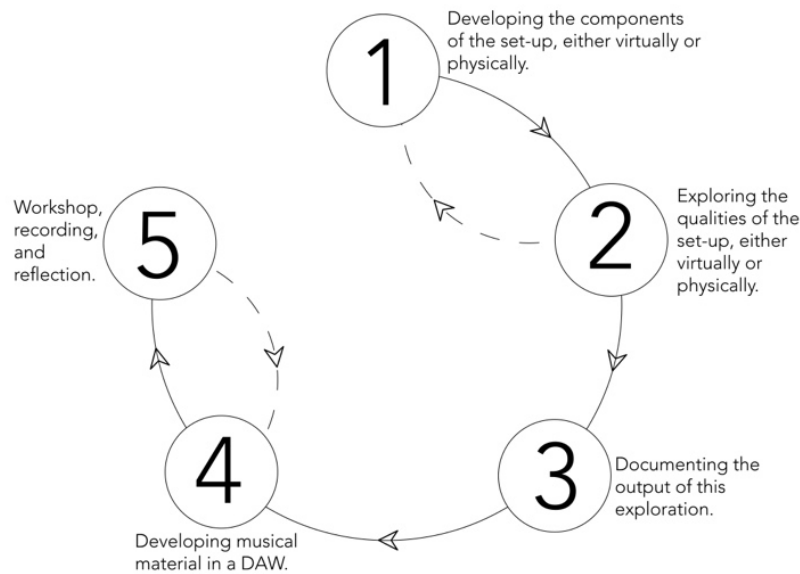 1
Developing the components
of the set-up, either virtually or
physically.
2
Exploring the
qualities of the
set-up, either
virtually or
physically.
3
Documenting the
output of this
exploration.
4
Developing musical
material in a DAW.
5
Workshop,
recording,
and
reflection.